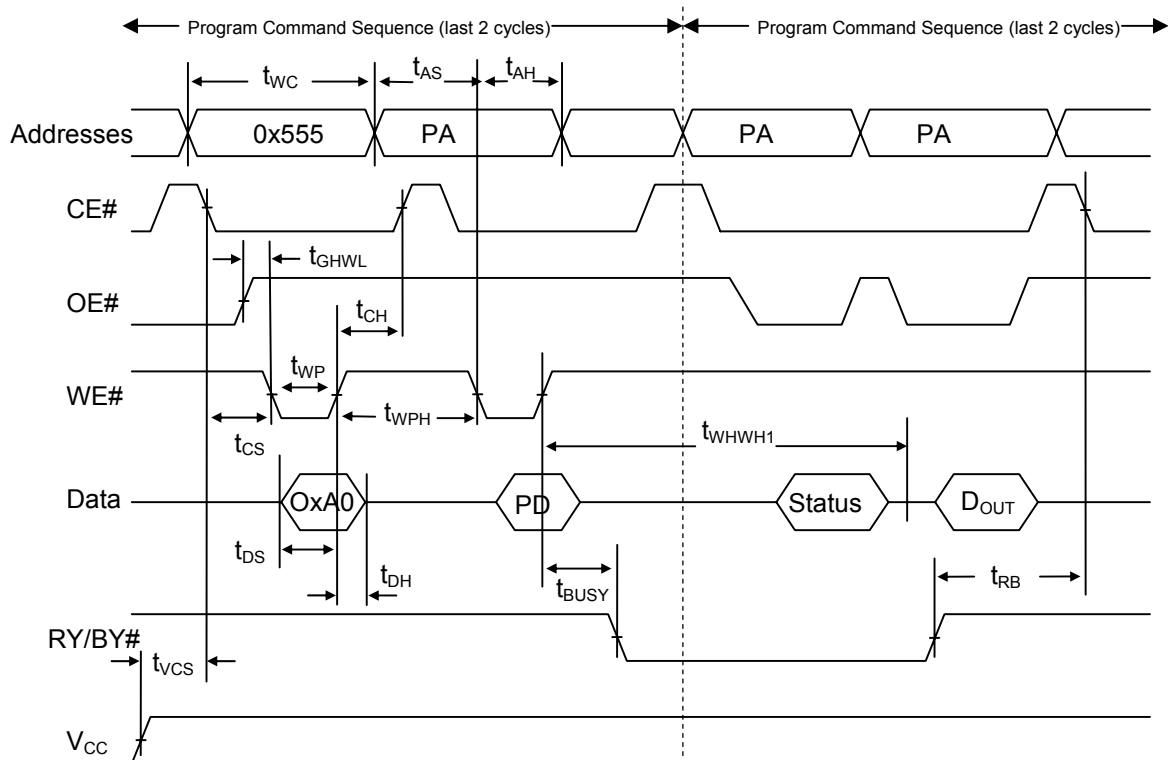 Program Command Sequence (last 2 cycles) Program Command Sequence (last 2 cycles)
tWC tAS tAH
Addresses 0x555 PA PA PA
CE#
tGHWL
OE#
tCH
tWP
WE#
tWPH
tWHWH1
tCS
Data OxA0 PD Status DOUT
tDS
tDH
tBUSY
tRB
RY/BY#
tVCS
VCC